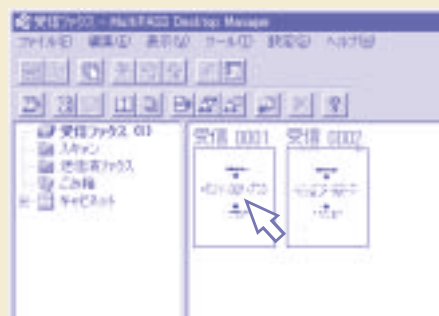 受信ファクス - MultiPASS Desktop Manager
ファイル(F) 編集(E) 表示(V) ツール(T) 設定(S) ヘルプ(H)
受信ファクス (1)
スキャン
送信済ファクス
ごみ箱
キャビネット
受信 0001 受信 0002